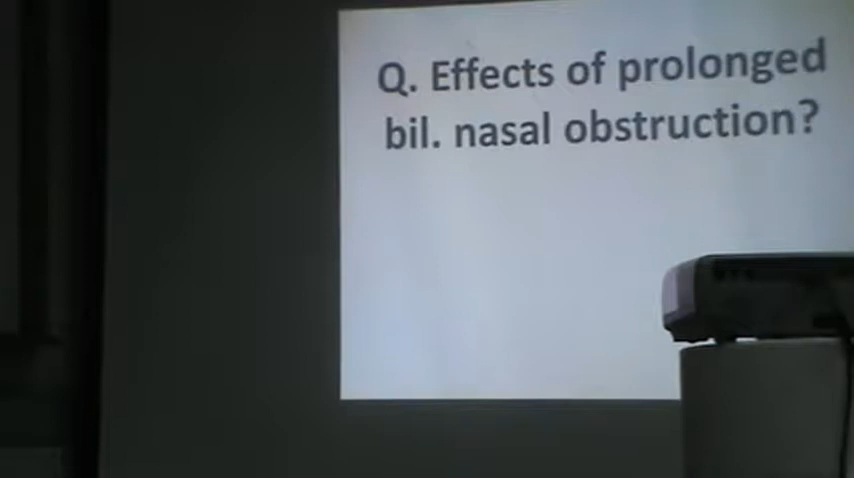 Q. Effects of prolonged
bil. nasal obstruction?